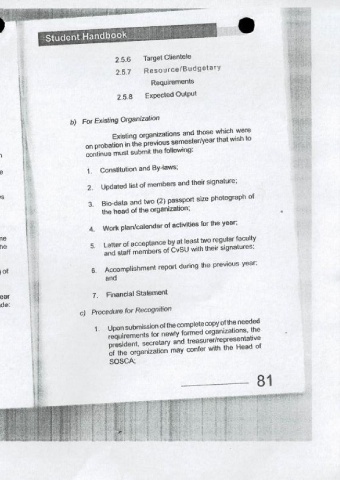 Student Handbook
2.5.6 Target Clientele
2.5.7 Resource/Budgetary
Requirements
2.5.8 Expected Output
b) For Existing Organization
Existing organizations and those which were
on probation in the previous semester/year that wish to
continue must submit the following:
1. Constitution and By-laws;
2. Updated list of members and their signature;
3. Bio-data and two (2) passport size photograph of
the head of the organization;
4. Work plan/calendar of activities for the year;
5. Letter of acceptance by at least two regular faculty
and staff members of CvSU with their signatures;
6. Accomplishment report during the previous year;
and
7. Financial Statement
c) Procedure for Recognition
1. Upon submission of the complete copy of the needed
requirements for newly formed organizations, the
president, secretary and treasurer/representative
of the organization may confer with the Head of
SOSCA;
81